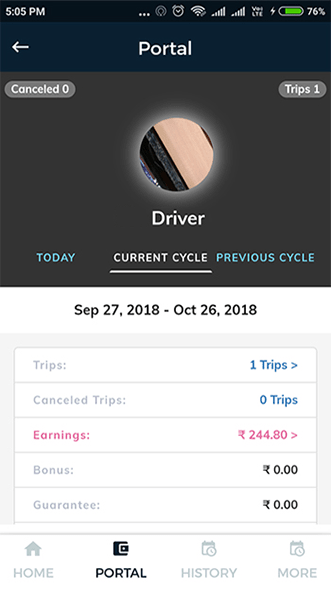 5:05 PM ... Vo) LTE 76%
Portal
Canceled 0 Trips 1
Driver
TODAY CURRENT CYCLE PREVIOUS CYCLE
Sep 27, 2018 - Oct 26, 2018
Trips: 1 Trips >
Canceled Trips: 0 Trips
Earnings: ₹ 244.80 >
Bonus: ₹ 0.00
Guarantee: ₹ 0.00
HOME PORTAL HISTORY MORE